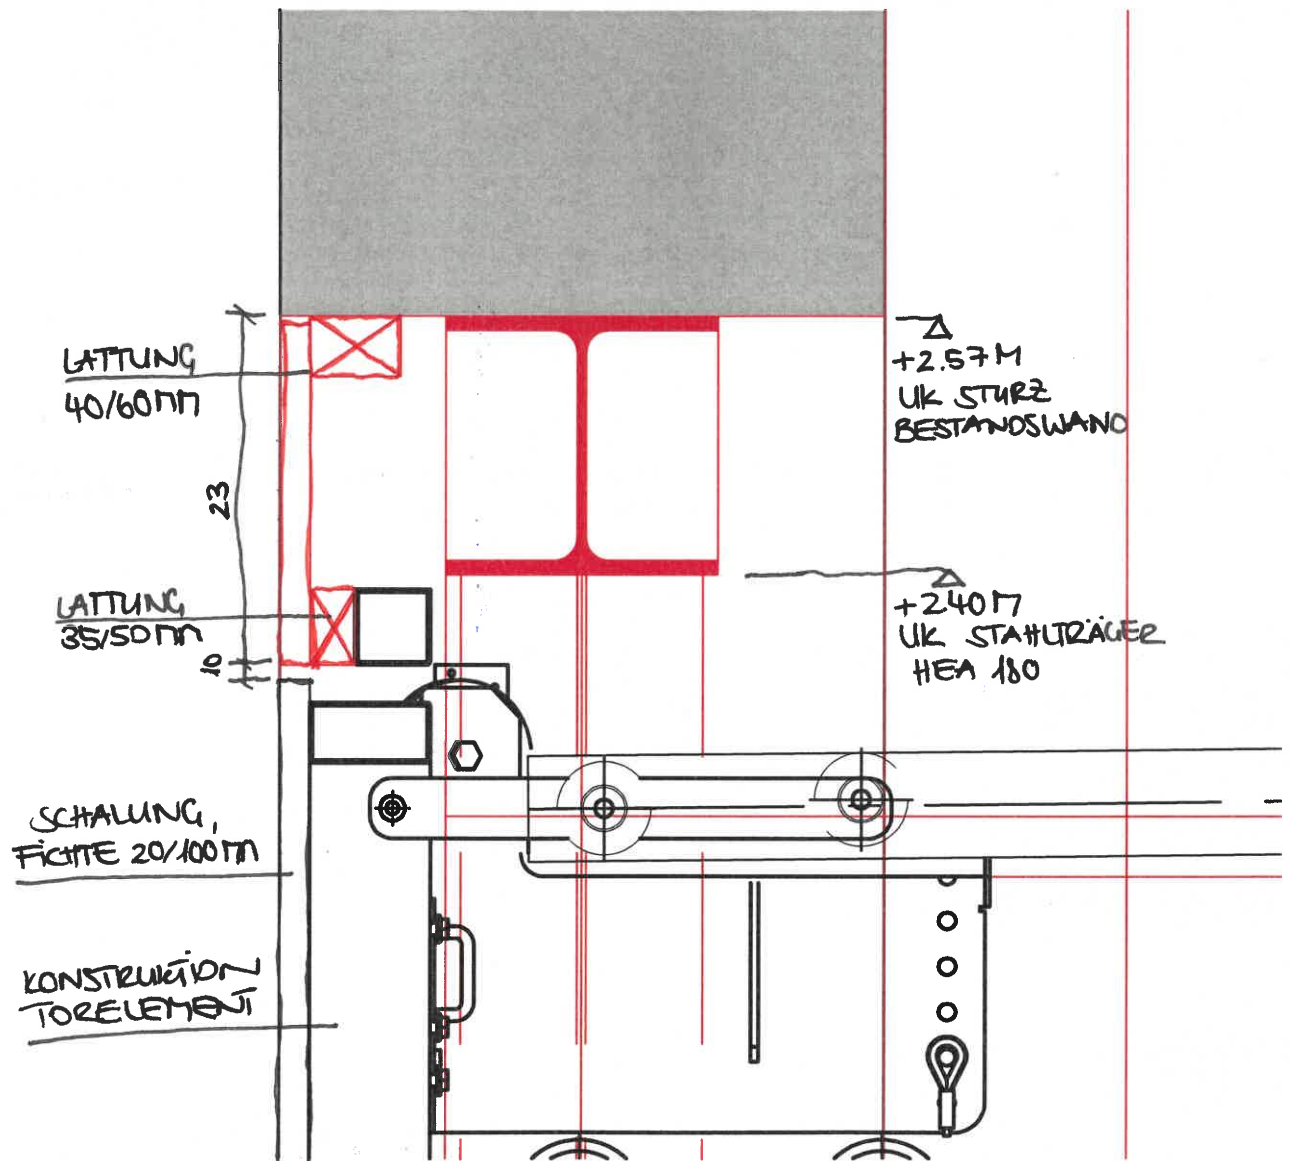 LATTUNG
40/60mm
23
LATTUNG
35/50mm
10
SCHALUNG,
FICHTE 20/100mm
KONSTRUKTION
TORELEMENT
+2.57M
UK STURZ
BESTANDSWAND
+2.40M
UK STAHLTRÄGER
HEA 180